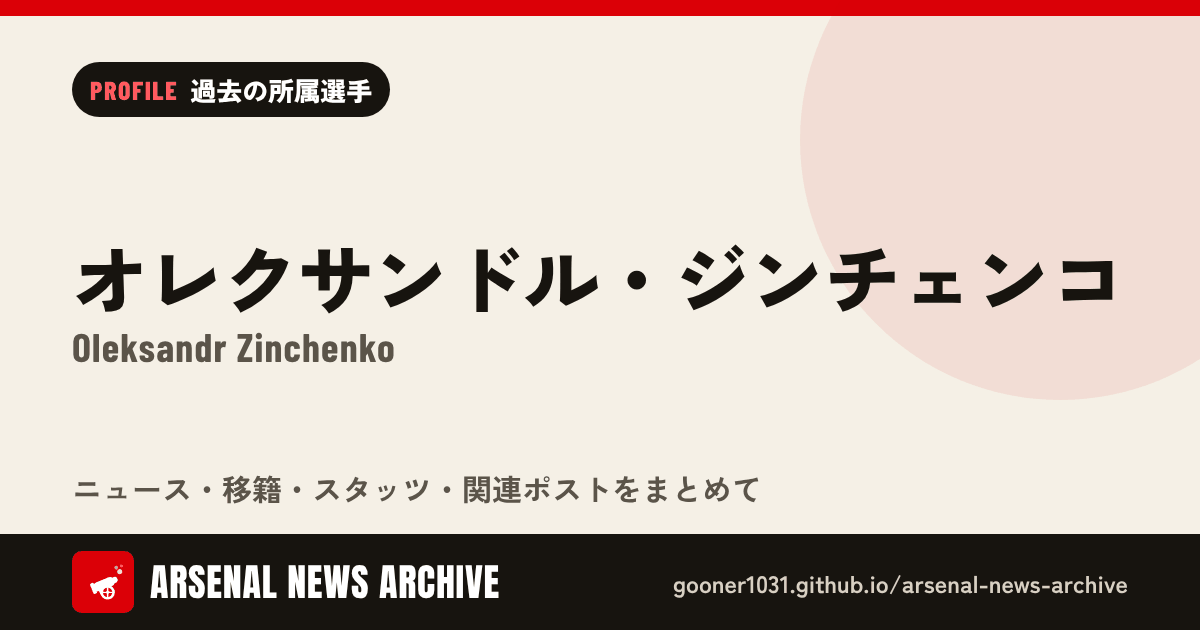 PROFILE 過去の所属選手
オレクサンドル・ジンチェンコ
Oleksandr Zinchenko
ニュース・移籍・スタッツ・関連ポストをまとめて
ARSENAL NEWS ARCHIVE
gooner1031.github.io/arsenal-news-archive